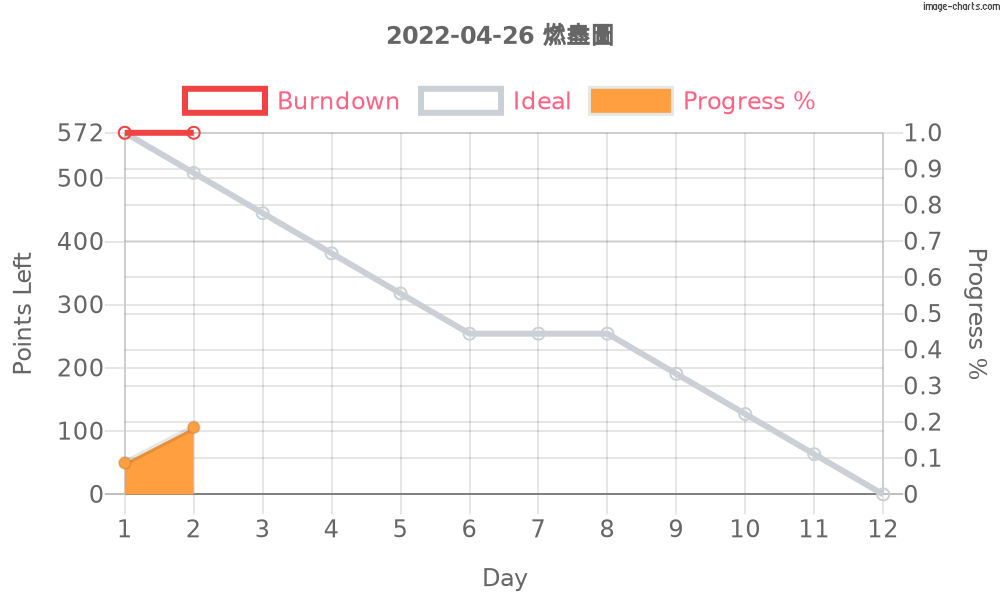 image-charts.com
2022-04-26 燃盡圖
Burndown Ideal Progress %
572 1.0
500 0.9
400 0.8
300 0.7
200 0.6
100 0.5
0 0.4
0.3
0.2
0.1
0
Points Left
Progress %
1 2 3 4 5 6 7 8 9 10 11 12
Day